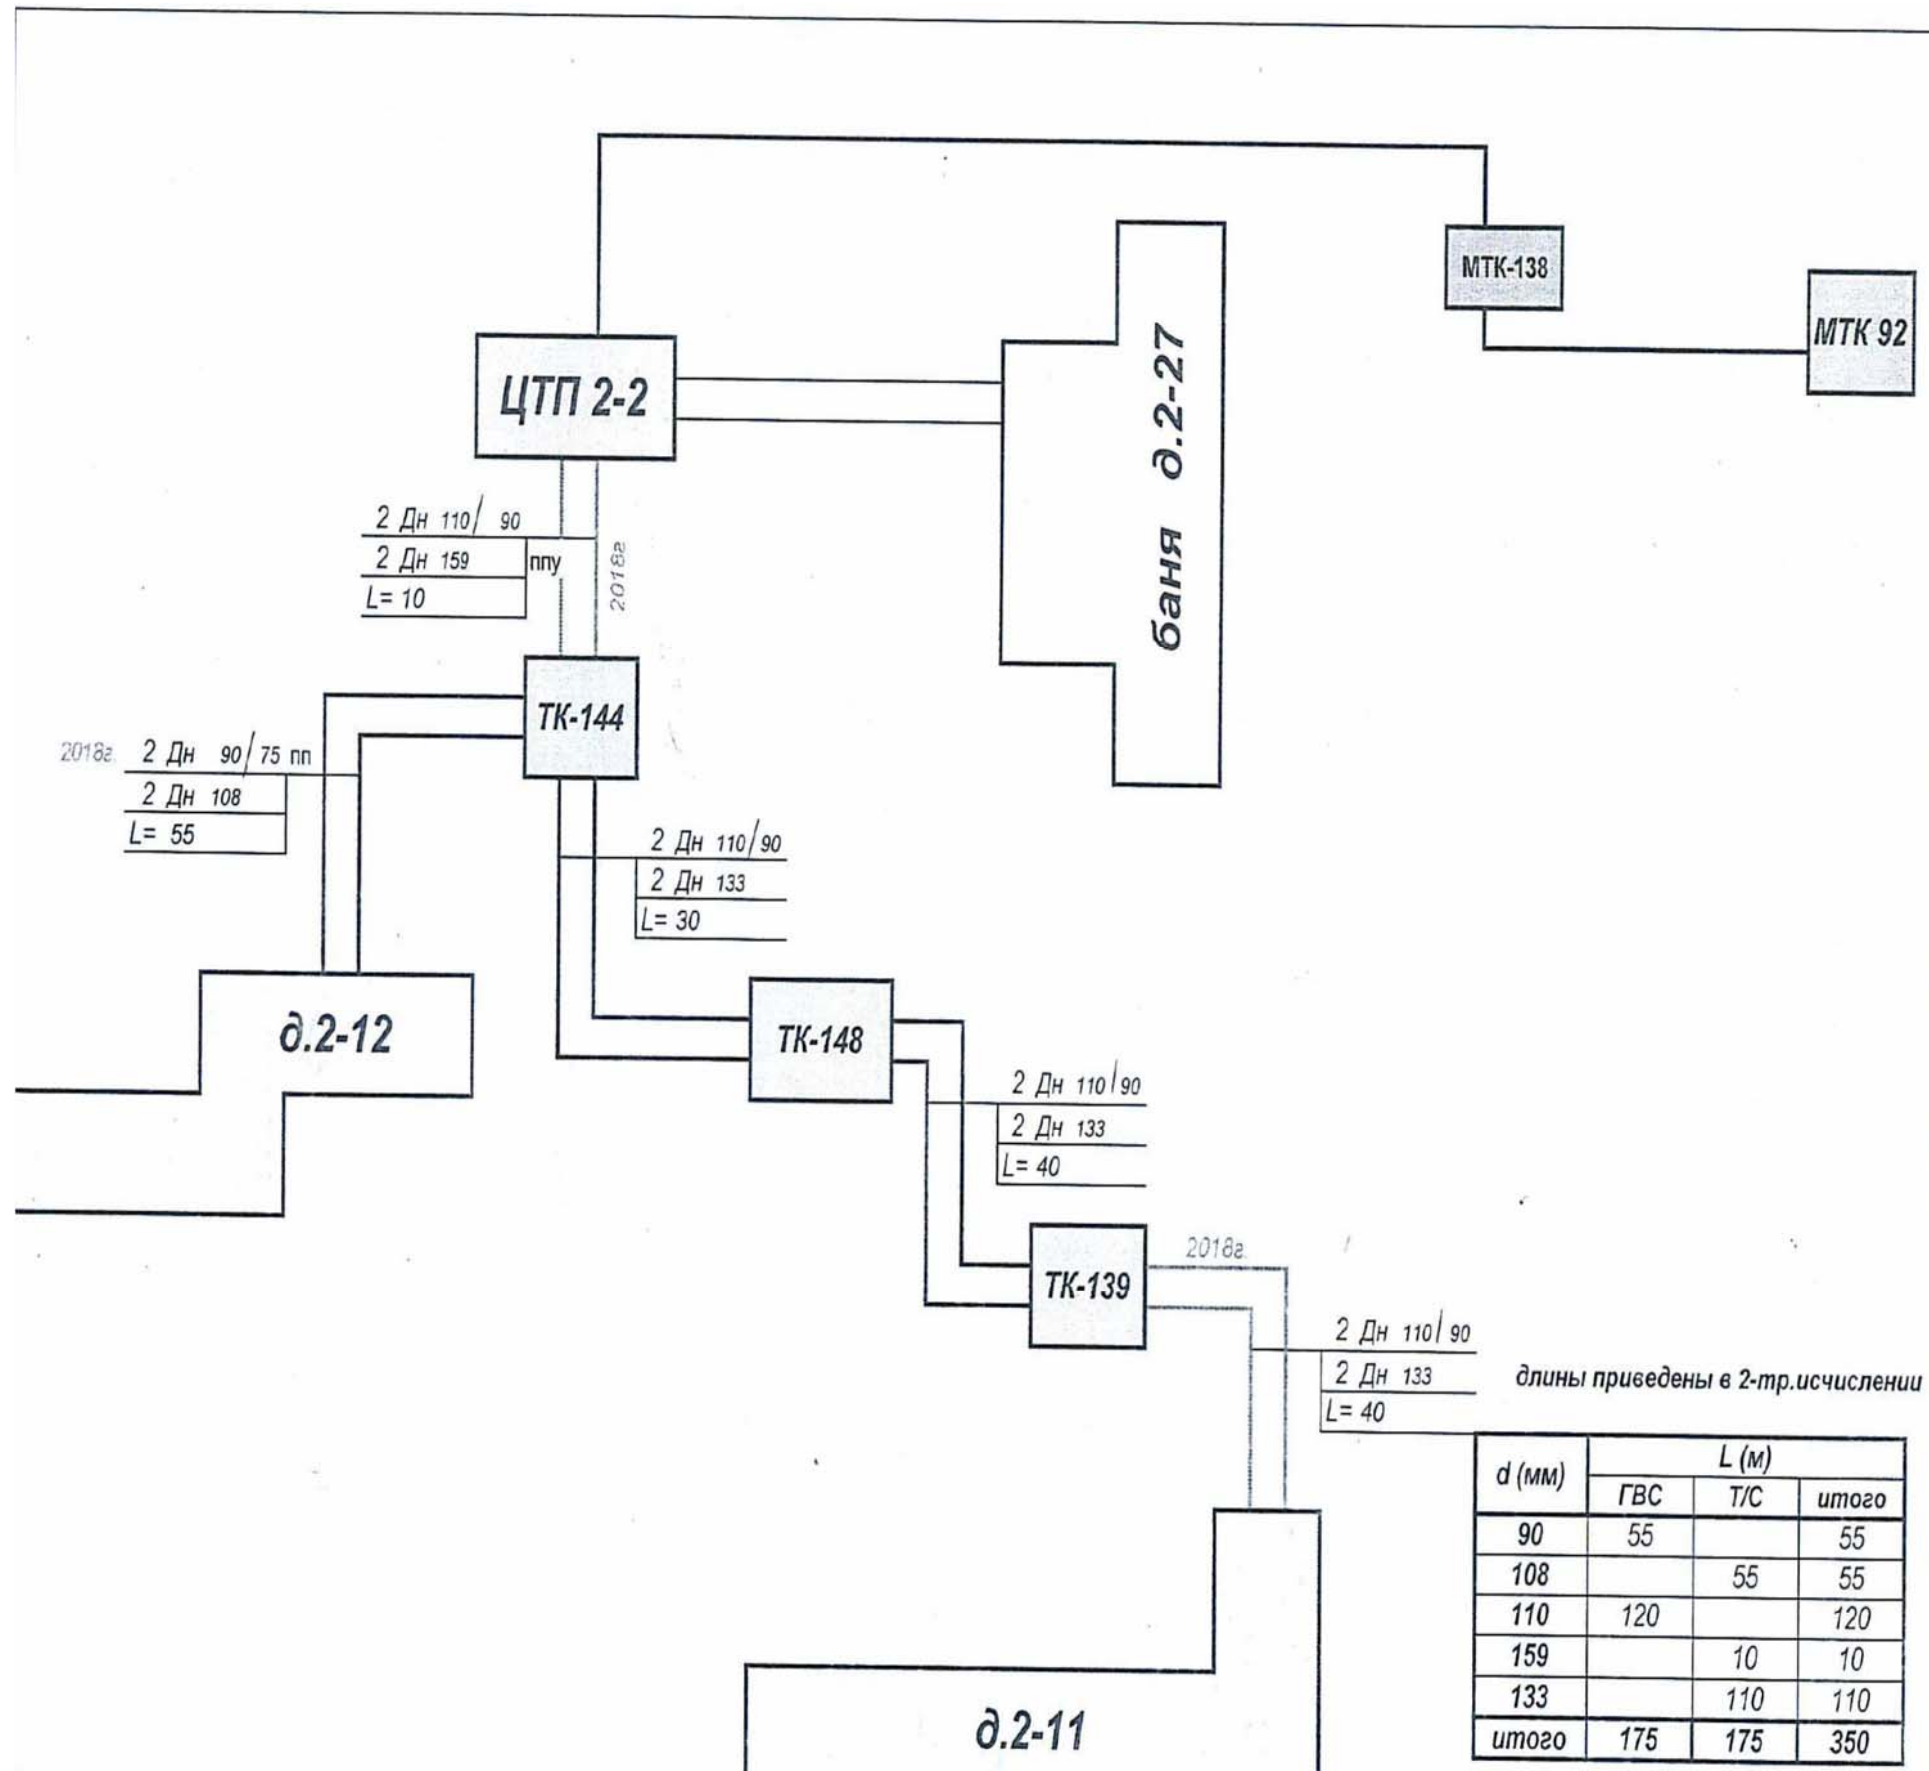 МТК-138
МТК 92
ЦТП 2-2
баня д.2-27
2 Дн 110/ 90
2 Дн 159
ппу
L= 10
2018г
ТК-144
2018г.
2 Дн 90/75 пп
2 Дн 108
L= 55
2 Дн 110/90
2 Дн 133
L= 30
д.2-12
ТК-148
2 Дн 110/90
2 Дн 133
L= 40
ТК-139
2018г.
2 Дн 110/90
2 Дн 133
L= 40
длины приведены в 2-тр.исчислении
d (мм) L (м)
ГВС Т/С итого
90 55 55
108 55 55
110 120 120
159 10 10
133 110 110
итого 175 175 350
д.2-11